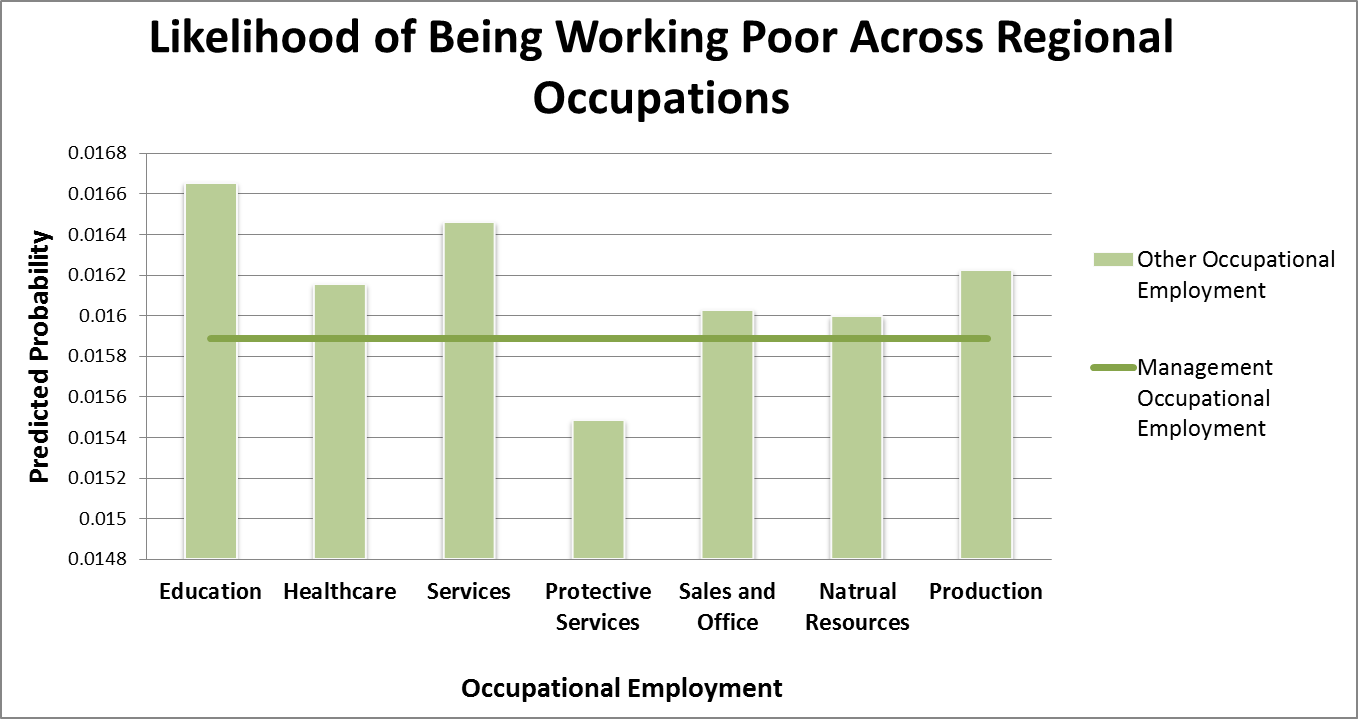 Likelihood of Being Working Poor Across Regional
Occupations
Predicted Probability
0.0168
0.0166
0.0164
0.0162
0.016
0.0158
0.0156
0.0154
0.0152
0.015
0.0148
Education Healthcare Services Protective Sales and Natrual Production
Services Office Resources
Occupational Employment
Other Occupational
Employment
Management
Occupational
Employment